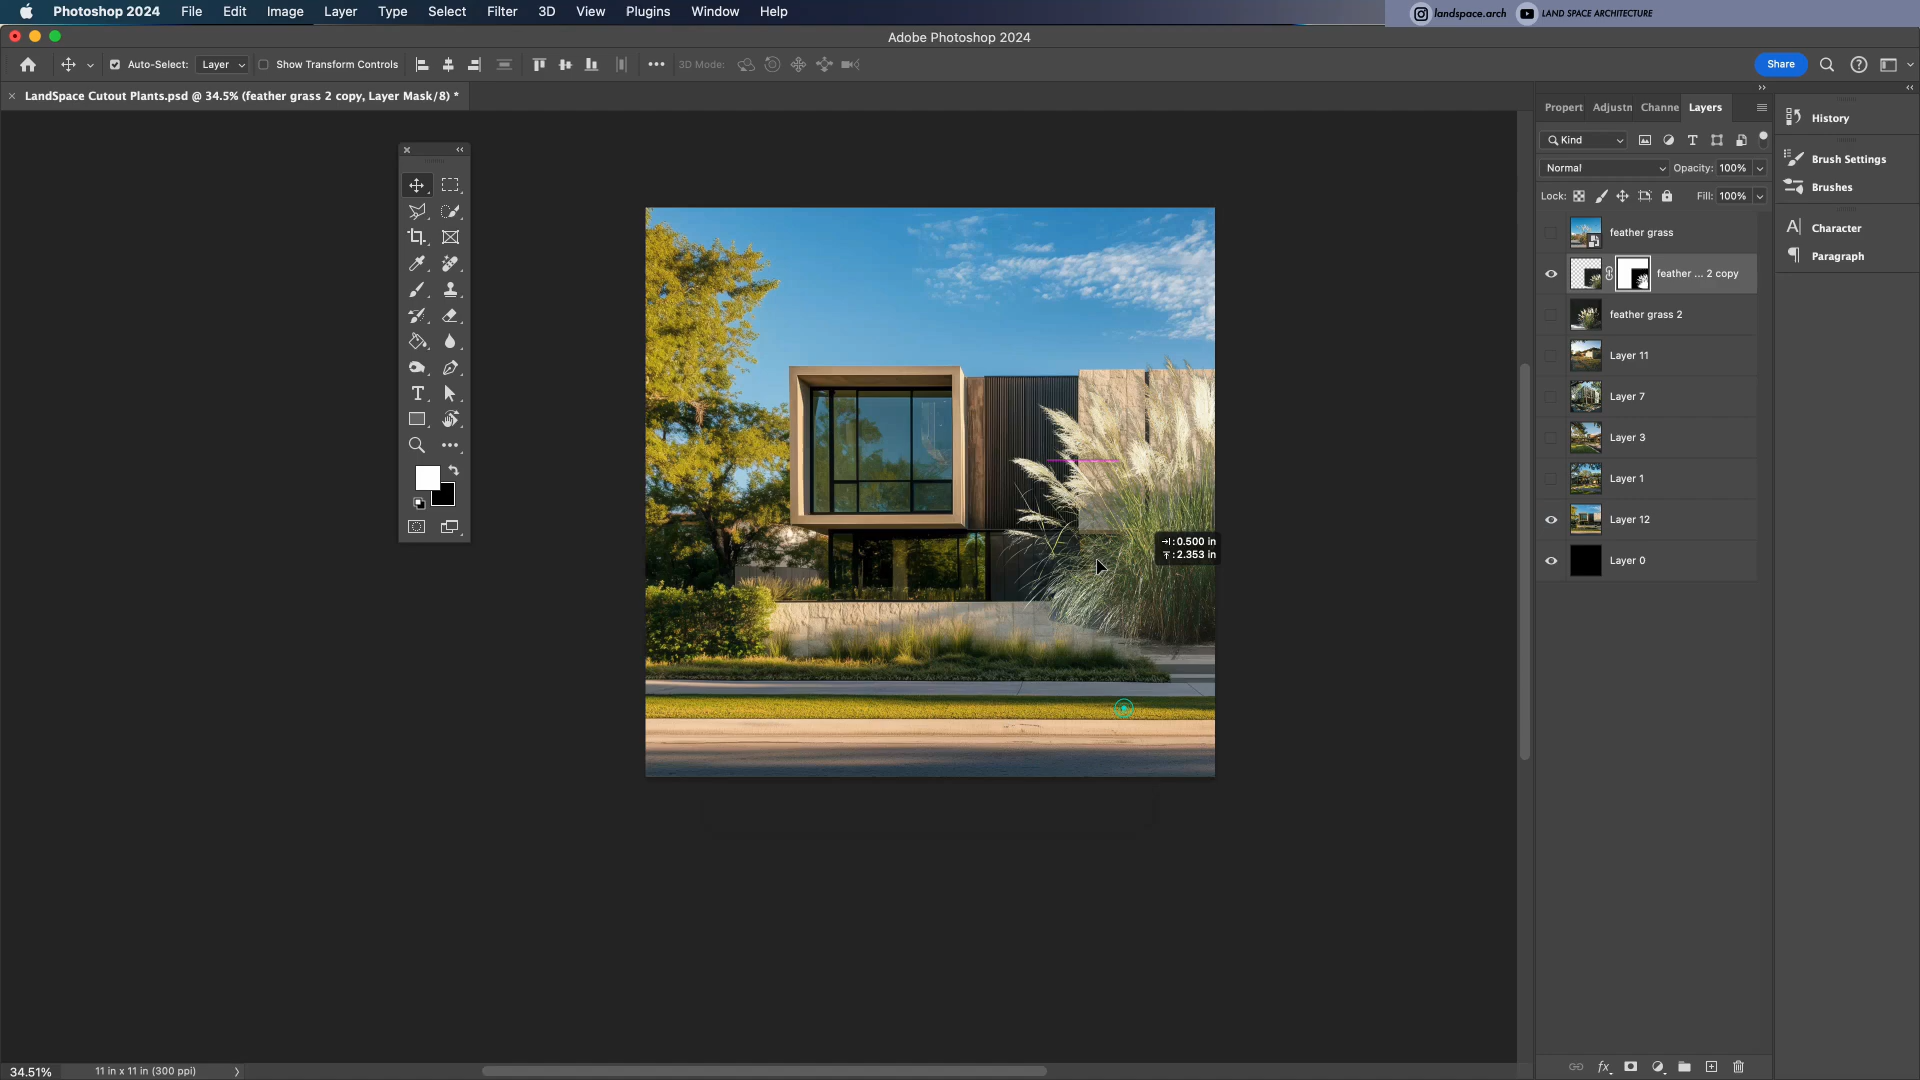 Photoshop 2024 File Edit Image Layer Type Select Filter 3D View Plugins Window Help
landspace.arch LAND SPACE ARCHITECTURE
Adobe Photoshop 2024
Auto-Select: Layer Show Transform Controls 3D Mode: Share
LandSpace Cutout Plants.psd @ 34.5% (feather grass 2 copy, Layer Mask/8) *
Propert Adjustn Channe Layers
Kind
Normal Opacity: 100%
Lock: Fill: 100%
feather grass
feather ... 2 copy
feather grass 2
Layer 11
Layer 7
Layer 3
Layer 1
Layer 12
Layer 0
History
Brush Settings
Brushes
Character
Paragraph
: 0.500 in
: 2.353 in
34.51% 11 in x 11 in (300 ppi)